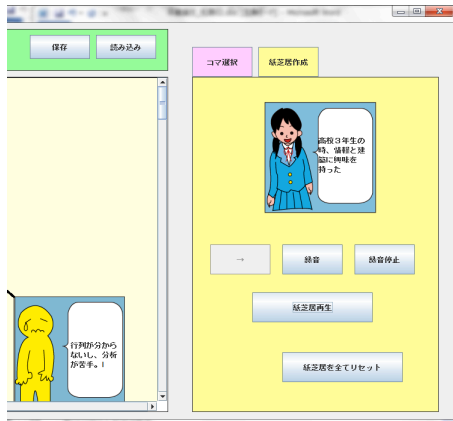 保存
読み込み
コマ選択
紙芝居作成
高校3年生の
時、情報と建
築に興味を
持った
→
録音
録音停止
紙芝居再生
紙芝居を全てリセット
行列が分から
ないし、分析
が苦手。